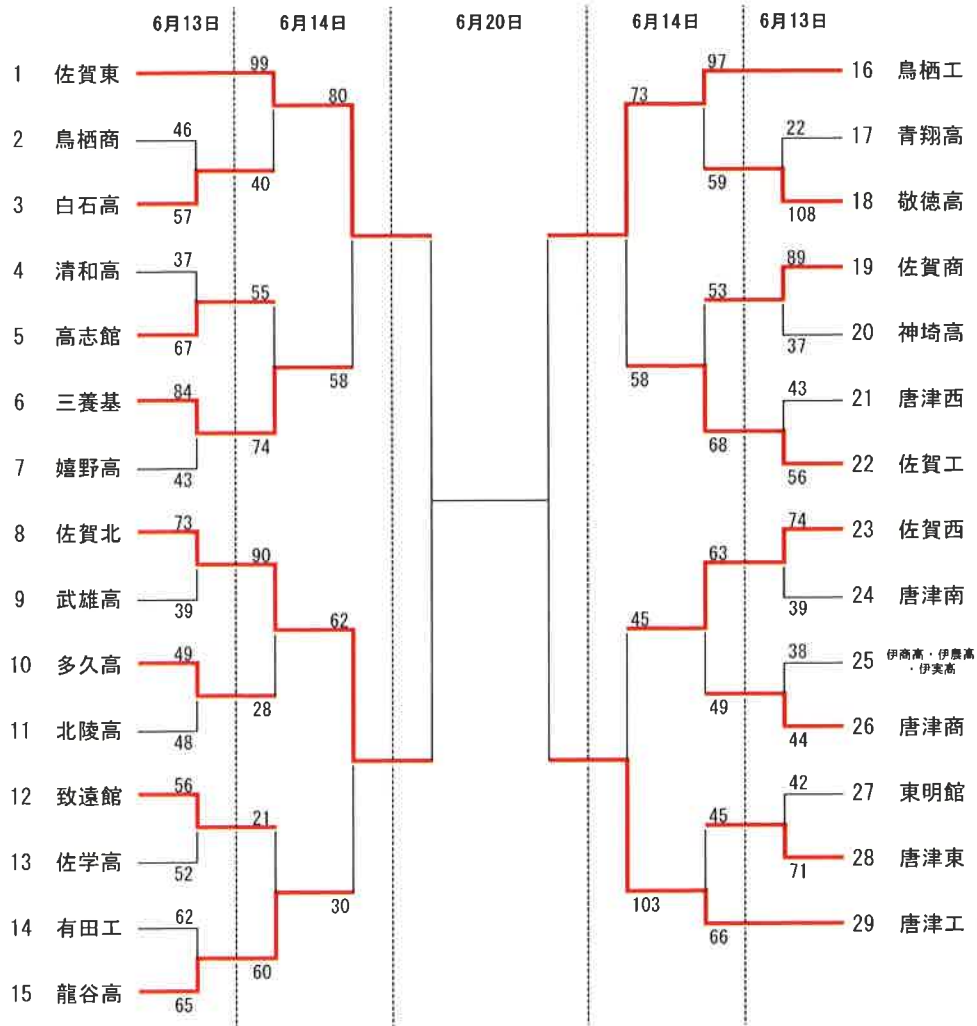 6月13日 6月14日 6月20日 6月14日 6月13日
1 佐賀東 99 80 73 97 16 鳥栖工
2 鳥栖商 46 22 17 青翔高
40 59
3 白石高 57 108 18 敬徳高
4 清和高 37 89 19 佐賀商
55 53
5 高志館 67 37 20 神埼高
58 58
6 三養基 84 43 21 唐津西
74 68
7 嬉野高 43 56 22 佐賀工
8 佐賀北 73 74 23 佐賀西
90 63
9 武雄高 39 39 24 唐津南
62 45
10 多久高 49 38 25 伊商高・伊農高
・伊実高
28 49
11 北陵高 48 44 26 唐津商
12 致遠館 56 42 27 東明館
21 45
13 佐学高 52 71 28 唐津東
30 103
14 有田工 62 66 29 唐津工
60
15 龍谷高 65